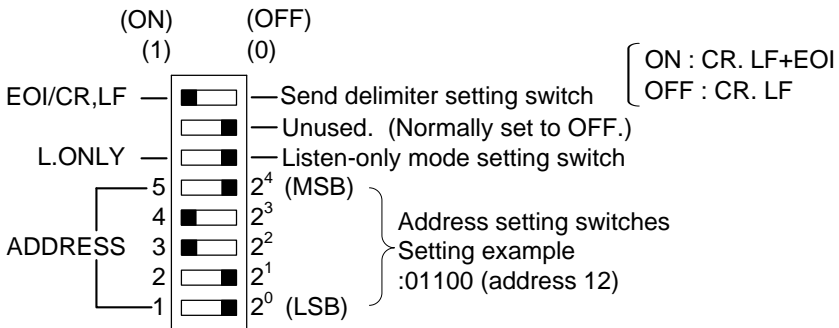 (ON) (OFF)
(1) (0)
ON : CR. LF+EOI
EOI/CR,LF Send delimiter setting switch OFF : CR. LF
Unused. (Normally set to OFF.)
L.ONLY Listen-only mode setting switch
5 2⁴ (MSB)
4 2³ Address setting switches
ADDRESS 3 2² Setting example
2 2¹ :01100 (address 12)
1 2⁰ (LSB)